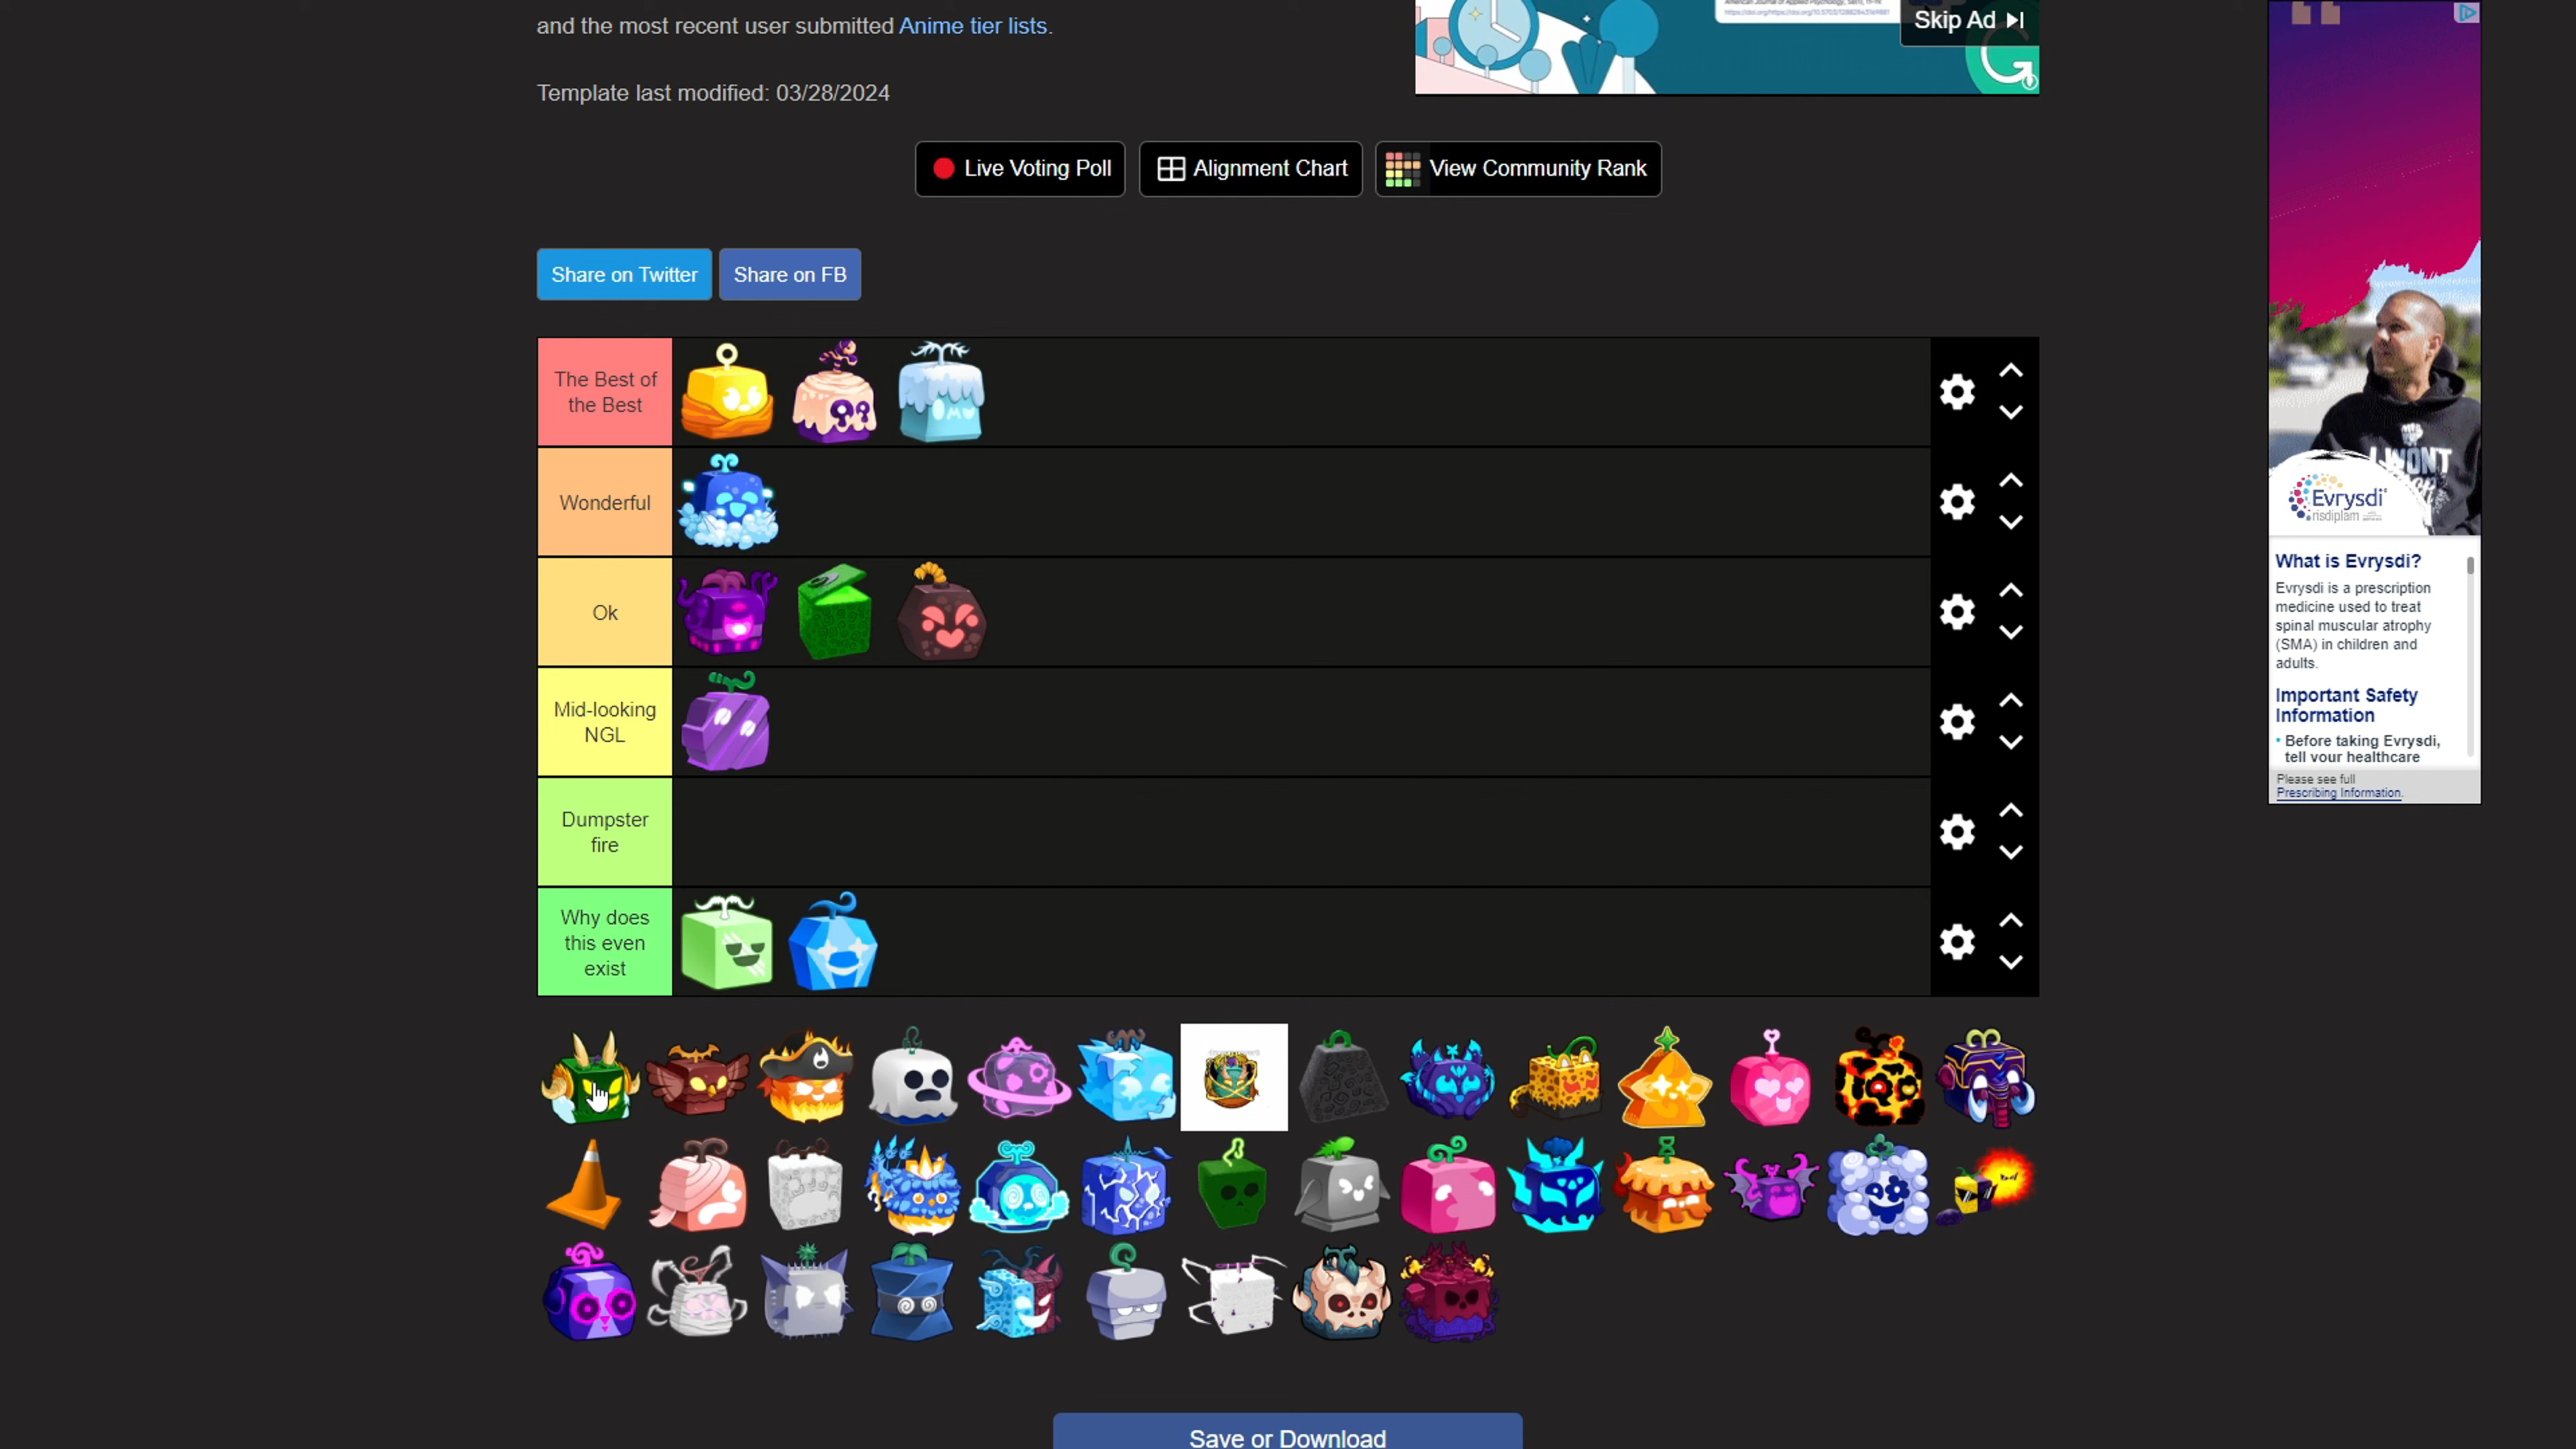 and the most recent user submitted Anime tier lists.
Skip Ad
Template last modified: 03/28/2024
Live Voting Poll
Alignment Chart
View Community Rank
Share on Twitter
Share on FB
The Best of
the Best
Wonderful
Ok
Mid-looking
NGL
Dumpster
fire
Why does
this even
exist
Save or Download
I WONT
Evrysdi
risdiplam
What is Evrysdi?
Evrysdi is a prescription
medicine used to treat
spinal muscular atrophy
(SMA) in children and
adults.
Important Safety
Information
• Before taking Evrysdi,
tell your healthcare
Please see full
Prescribing Information.